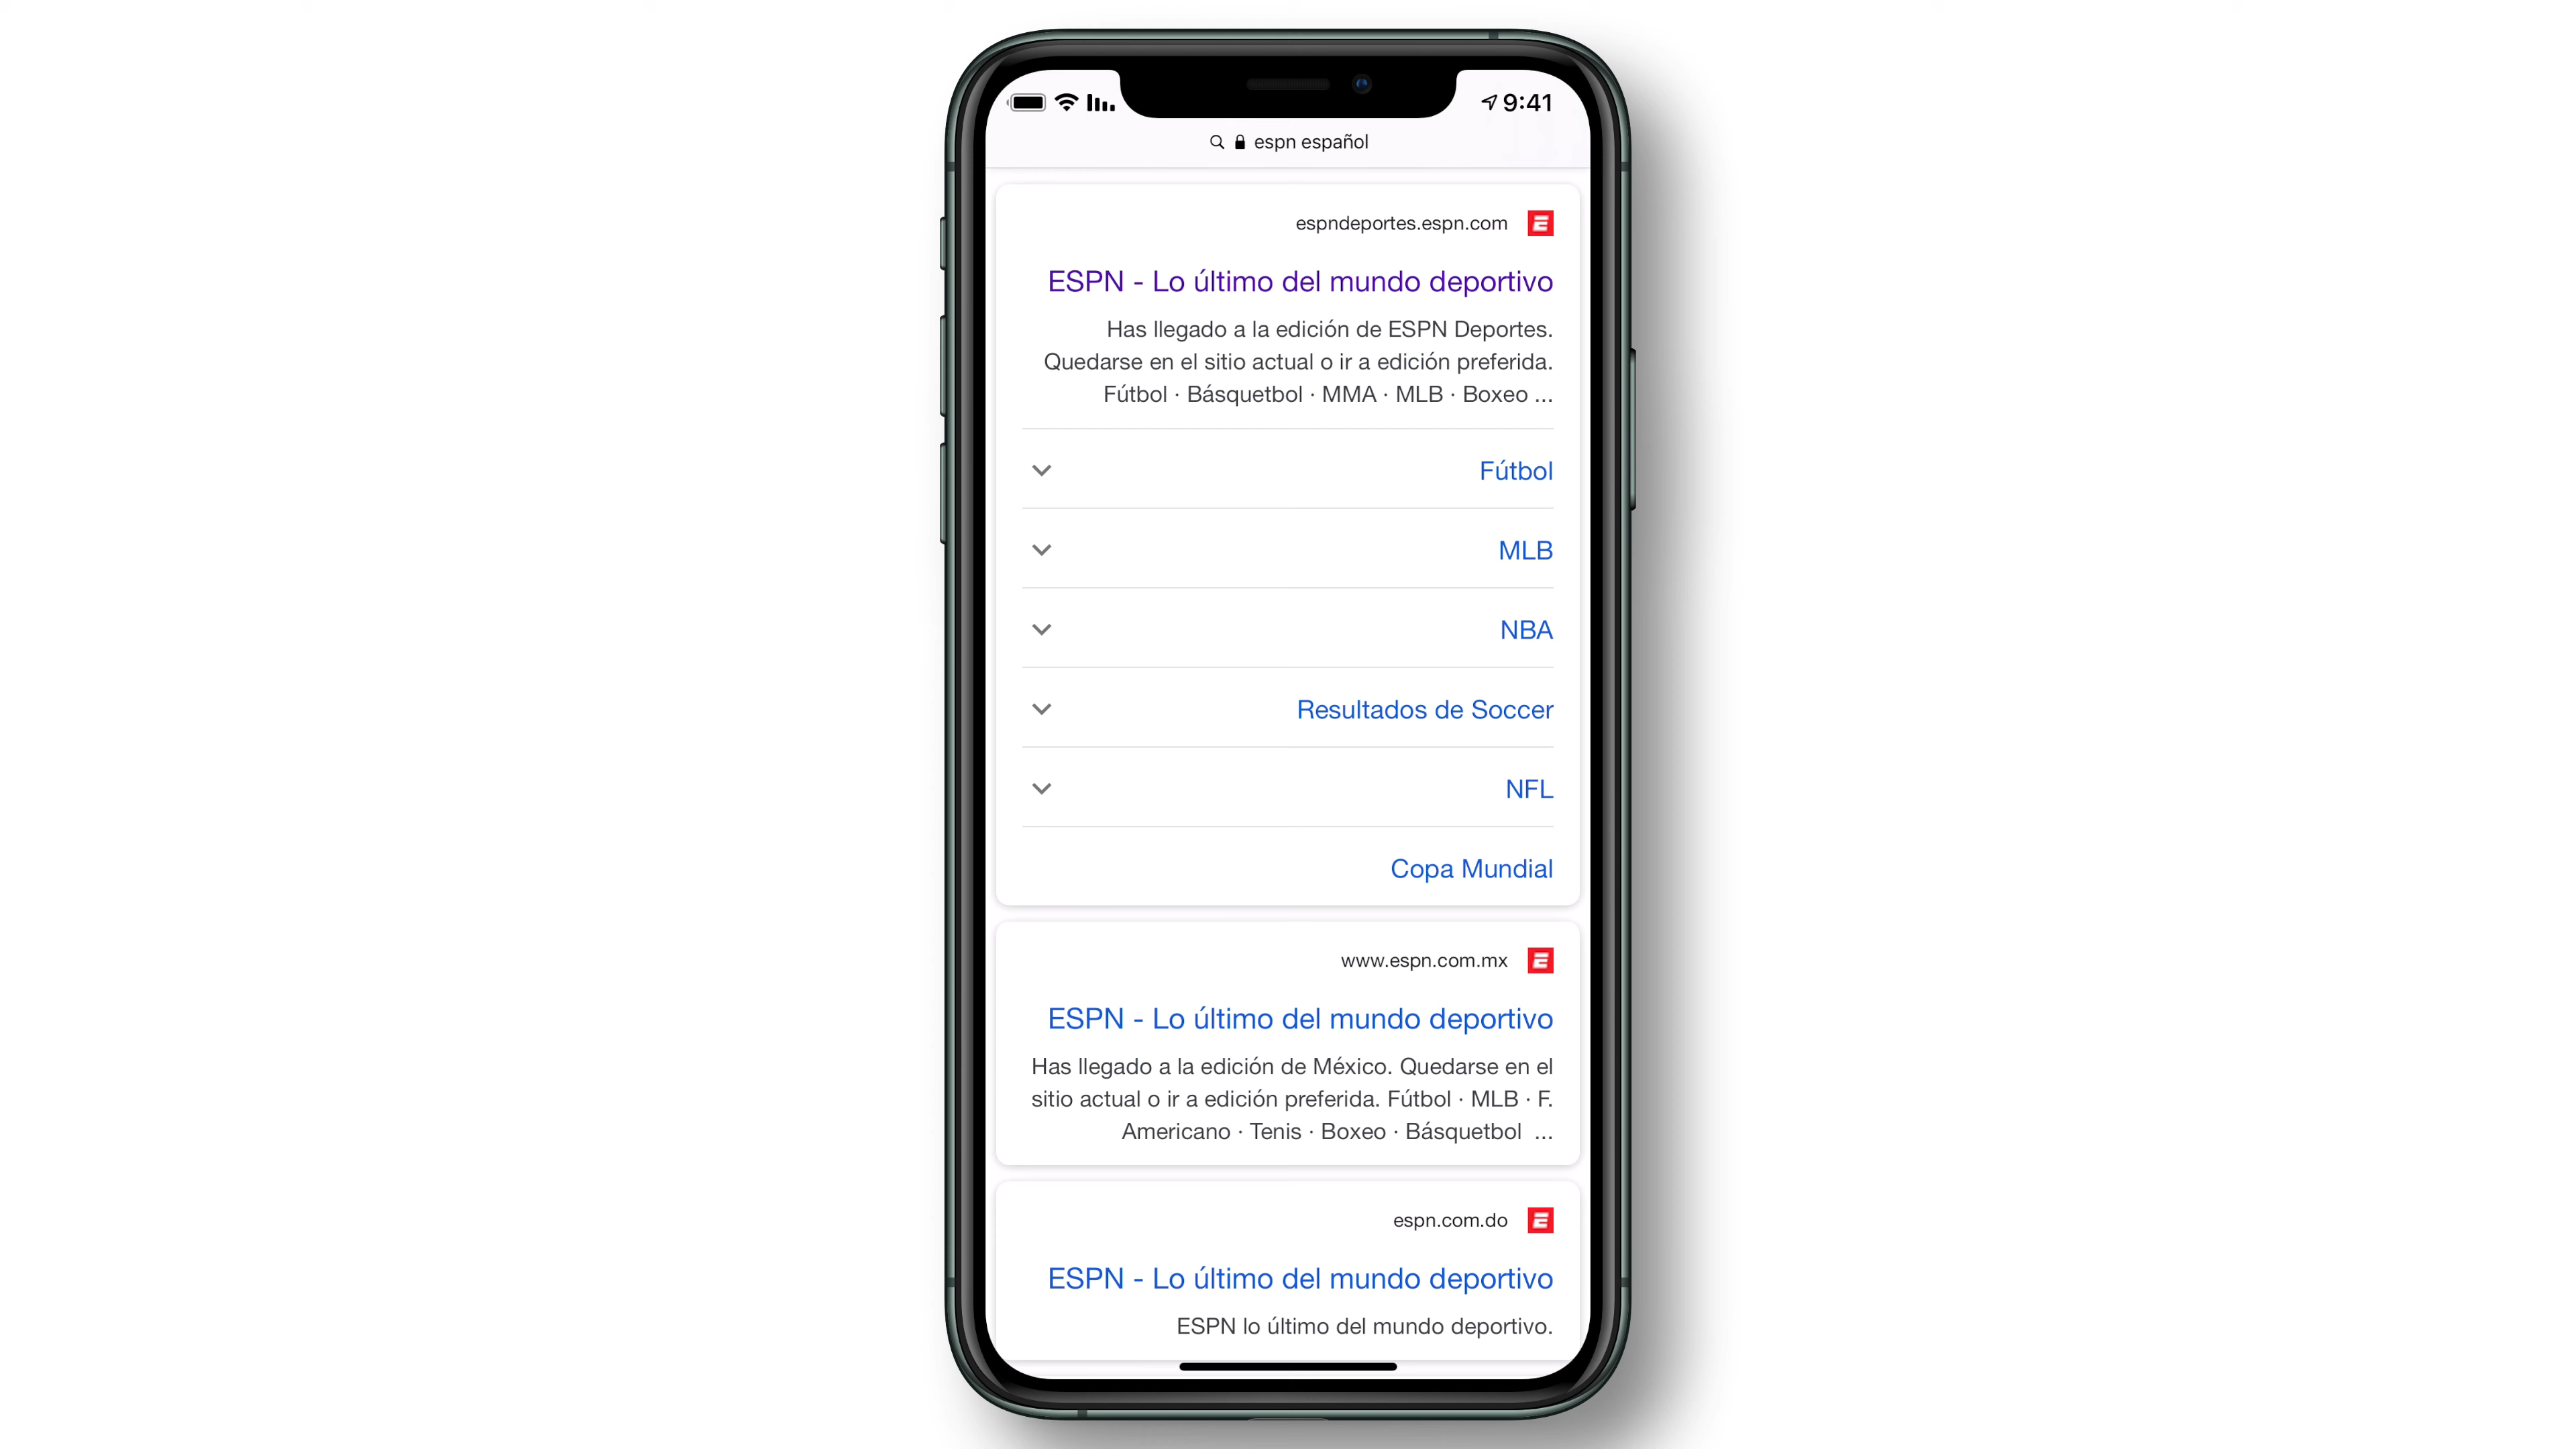 9:41
espn español
espndeportes.espn.com
ESPN - Lo último del mundo deportivo
Has llegado a la edición de ESPN Deportes.
Quedarse en el sitio actual o ir a edición preferida.
Fútbol · Básquetbol · MMA · MLB · Boxeo ...
Fútbol
MLB
NBA
Resultados de Soccer
NFL
Copa Mundial
www.espn.com.mx
ESPN - Lo último del mundo deportivo
Has llegado a la edición de México. Quedarse en el
sitio actual o ir a edición preferida. Fútbol · MLB · F.
Americano · Tenis · Boxeo · Básquetbol ...
espn.com.do
ESPN - Lo último del mundo deportivo
ESPN lo último del mundo deportivo.